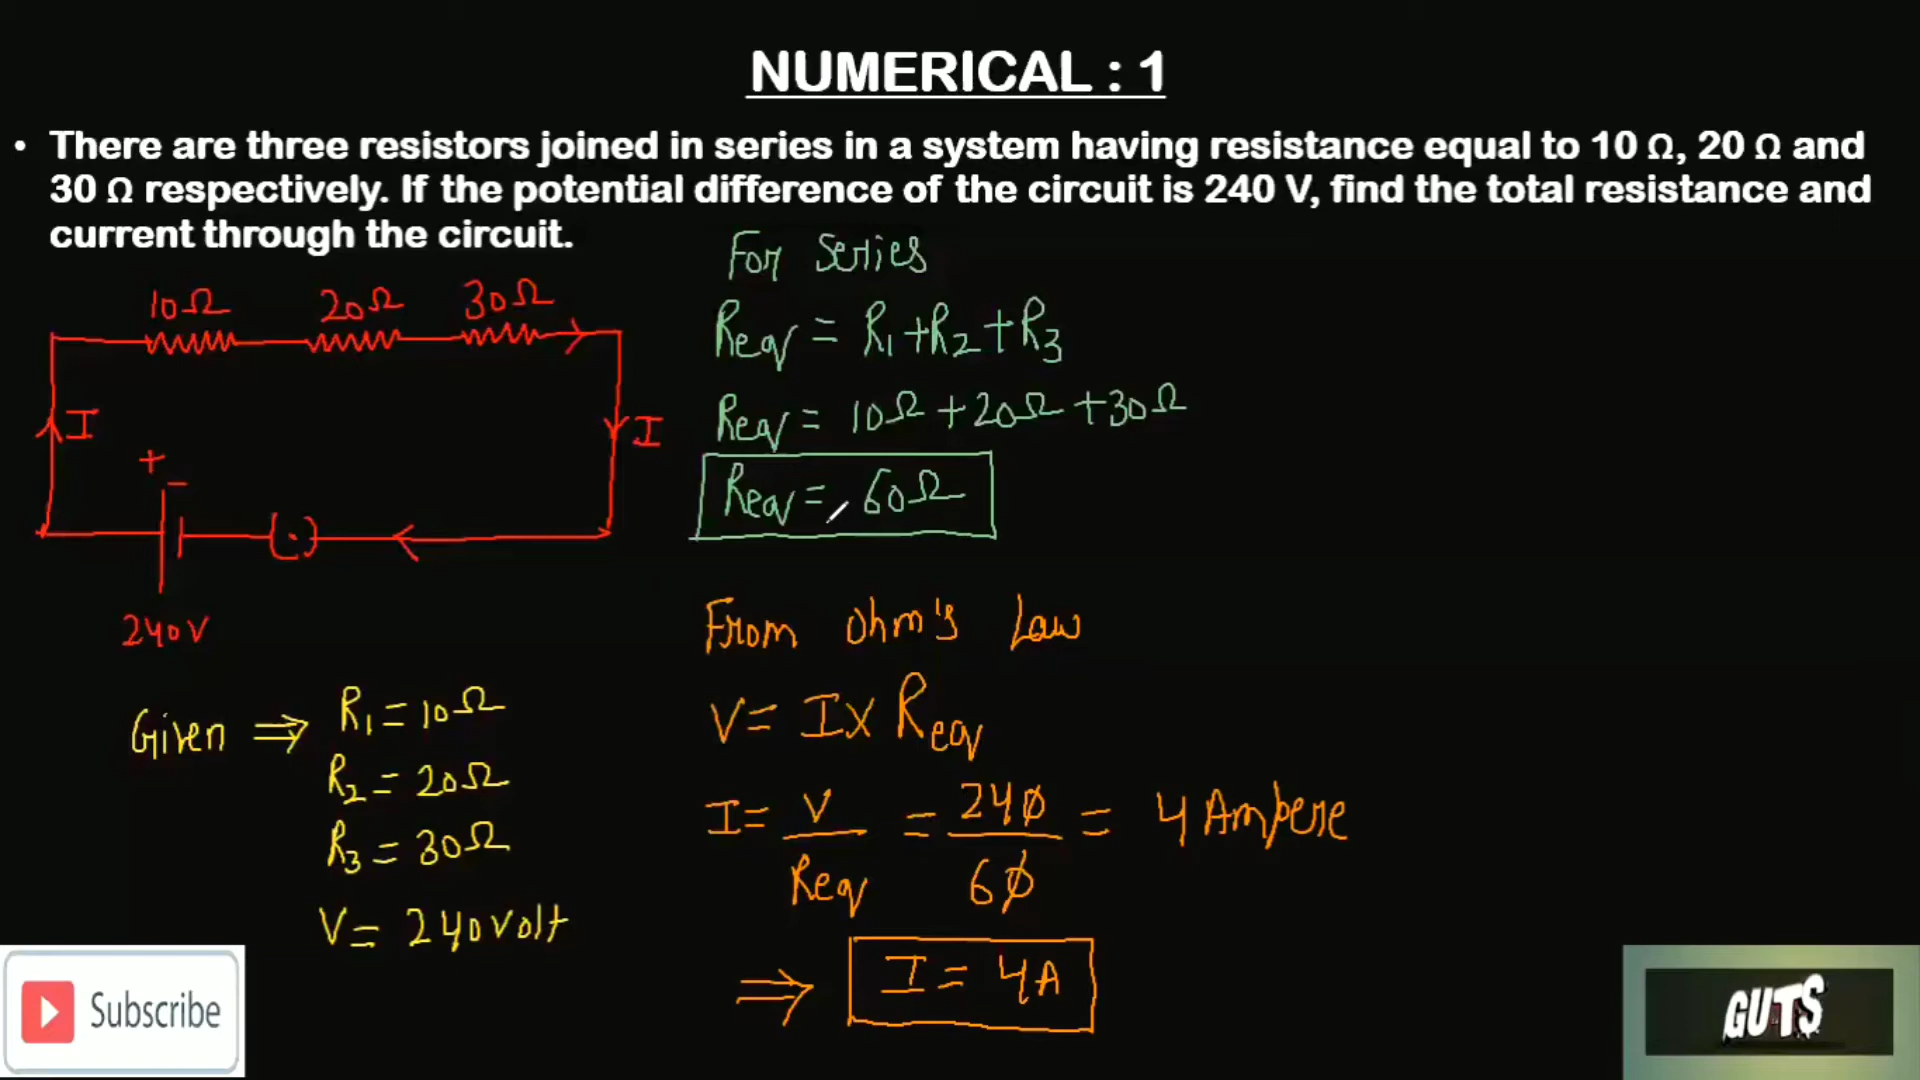 NUMERICAL : 1
• There are three resistors joined in series in a system having resistance equal to 10 Ω, 20 Ω and
30 Ω respectively. If the potential difference of the circuit is 240 V, find the total resistance and
current through the circuit.
10Ω 20Ω 30Ω
I I
+ -
240V
Given ⇒ R1 = 10Ω
R2 = 20Ω
R3 = 30Ω
V = 240volt
For Series
Req = R1+R2+R3
Req = 10Ω+20Ω+30Ω
Req = 60Ω
From ohm's Law
V = I x Req
I = V/Req = 240/60 = 4 Ampere
⇒ I = 4A
Subscribe
GUTS